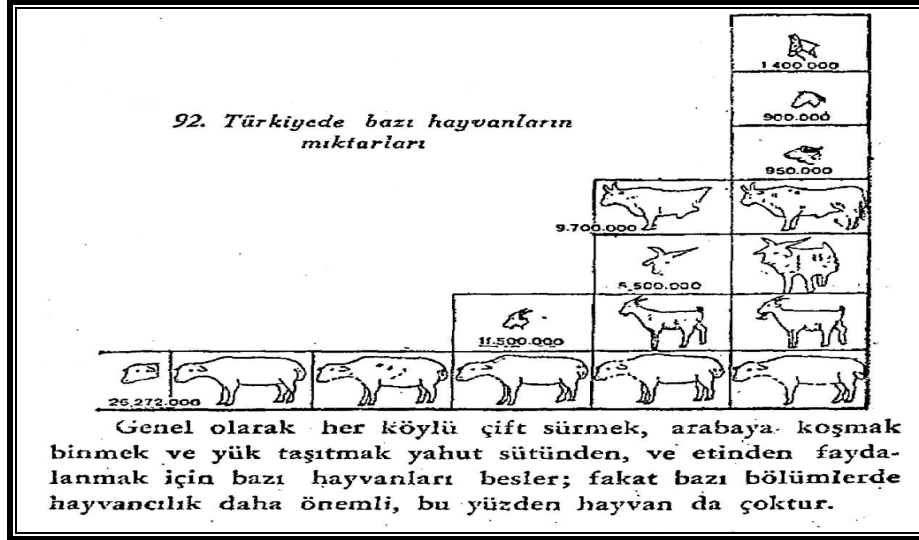 1 400.000
900.000
92. Türkiyede bazı hayvanların
mıktarları
950.000
9.700.000
5,500.000
11.500.000
26,272.000
Genel olarak her köylü çift sürmek, arabaya koşmak
binmek ve yük taşıtmak yahut sütünden, ve etinden fayda-
lanmak için bazı hayvanları besler; fakat bazı bölümlerde
hayvancılık daha önemli, bu yüzden hayvan da çoktur.